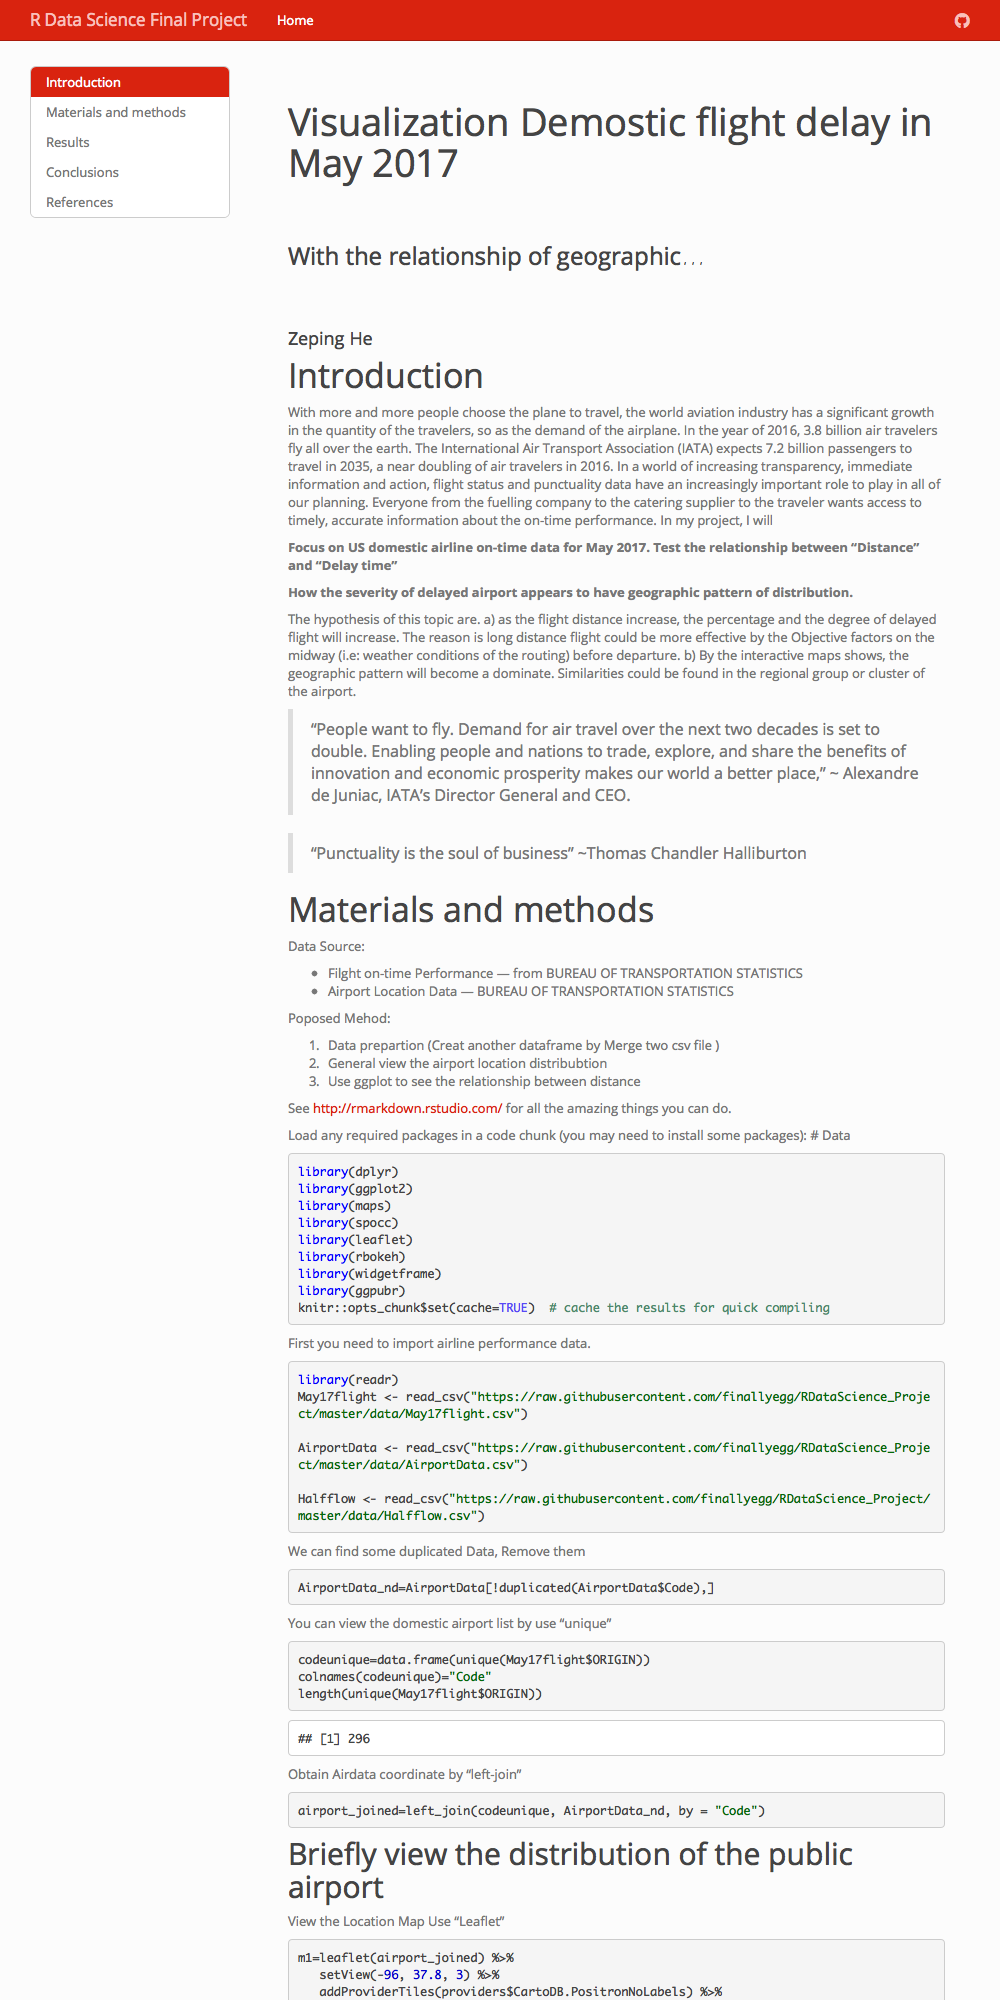 R Data Science Final Project Home
Introduction
Materials and methods
Results
Conclusions
References
Visualization Demostic flight delay in
May 2017
With the relationship of geographic...
Zeping He
Introduction
With more and more people choose the plane to travel, the world aviation industry has a significant growth
in the quantity of the travelers, so as the demand of the airplane. In the year of 2016, 3.8 billion air travelers
fly all over the earth. The International Air Transport Association (IATA) expects 7.2 billion passengers to
travel in 2035, a near doubling of air travelers in 2016. In a world of increasing transparency, immediate
information and action, flight status and punctuality data have an increasingly important role to play in all of
our planning. Everyone from the fuelling company to the catering supplier to the traveler wants access to
timely, accurate information about the on-time performance. In my project, I will
Focus on US domestic airline on-time data for May 2017. Test the relationship between “Distance”
and “Delay time”
How the severity of delayed airport appears to have geographic pattern of distribution.
The hypothesis of this topic are. a) as the flight distance increase, the percentage and the degree of delayed
flight will increase. The reason is long distance flight could be more effective by the Objective factors on the
midway (i.e: weather conditions of the routing) before departure. b) By the interactive maps shows, the
geographic pattern will become a dominate. Similarities could be found in the regional group or cluster of
the airport.
“People want to fly. Demand for air travel over the next two decades is set to
double. Enabling people and nations to trade, explore, and share the benefits of
innovation and economic prosperity makes our world a better place,” ~ Alexandre
de Juniac, IATA’s Director General and CEO.
“Punctuality is the soul of business” ~Thomas Chandler Halliburton
Materials and methods
Data Source:
• Filght on-time Performance — from BUREAU OF TRANSPORTATION STATISTICS
• Airport Location Data — BUREAU OF TRANSPORTATION STATISTICS
Poposed Mehod:
1. Data prepartion (Creat another dataframe by Merge two csv file )
2. General view the airport location distribubtion
3. Use ggplot to see the relationship between distance
See http://rmarkdown.rstudio.com/ for all the amazing things you can do.
Load any required packages in a code chunk (you may need to install some packages): # Data
library(dplyr)
library(ggplot2)
library(maps)
library(spocc)
library(leaflet)
library(rbokeh)
library(widgetframe)
library(ggpubr)
knitr::opts_chunk$set(cache=TRUE)  # cache the results for quick compiling
First you need to import airline performance data.
library(readr)
May17flight <- read_csv("https://raw.githubusercontent.com/finallyegg/RDataScience_Proje
ct/master/data/May17flight.csv")
AirportData <- read_csv("https://raw.githubusercontent.com/finallyegg/RDataScience_Proje
ct/master/data/AirportData.csv")
Halfflow <- read_csv("https://raw.githubusercontent.com/finallyegg/RDataScience_Project/
master/data/Halfflow.csv")
We can find some duplicated Data, Remove them
AirportData_nd=AirportData[!duplicated(AirportData$Code),]
You can view the domestic airport list by use “unique”
codeunique=data.frame(unique(May17flight$ORIGIN))
colnames(codeunique)="Code"
length(unique(May17flight$ORIGIN))
## [1] 296
Obtain Airdata coordinate by “left-join”
airport_joined=left_join(codeunique, AirportData_nd, by = "Code")
Briefly view the distribution of the public
airport
View the Location Map Use “Leaflet”
m1=leaflet(airport_joined) %>%
   setView(-96, 37.8, 3) %>%
   addProviderTiles(providers$CartoDB.PositronNoLabels) %>%